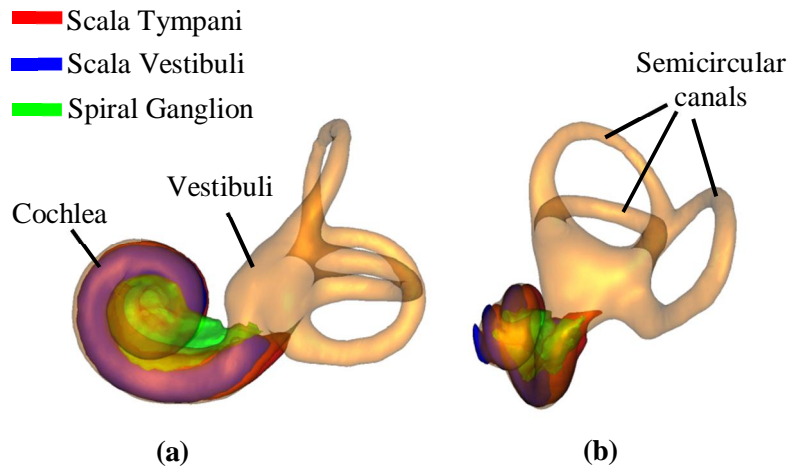 Scala Tympani
Scala Vestibuli
Spiral Ganglion
Semicircular
canals
Vestibuli
Cochlea
(a)
(b)